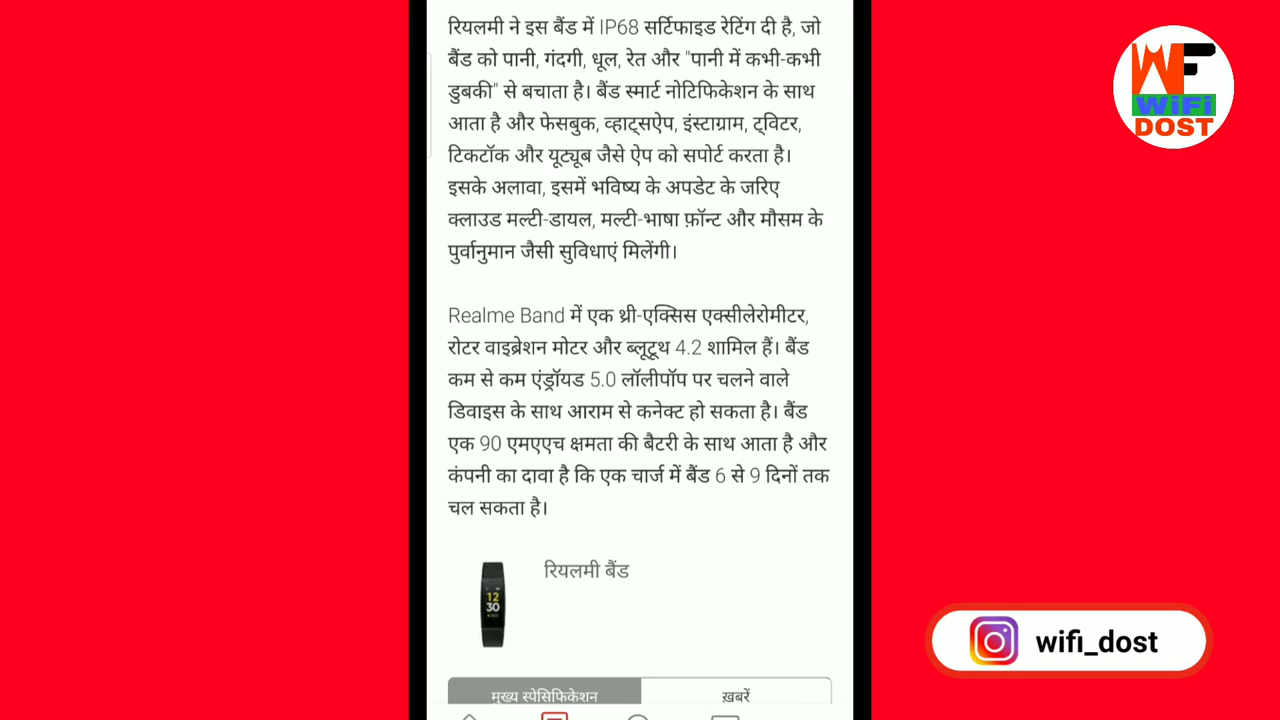 रियलमी ने इस बैंड में IP68 सर्टिफाइड रेटिंग दी है, जो
बैंड को पानी, गंदगी, धूल, रेत और "पानी में कभी-कभी
डुबकी" से बचाता है। बैंड स्मार्ट नोटिफिकेशन के साथ
आता है और फेसबुक, व्हाट्सऐप, इंस्टाग्राम, ट्विटर,
टिकटॉक और यूट्यूब जैसे ऐप को सपोर्ट करता है।
इसके अलावा, इसमें भविष्य के अपडेट के जरिए
क्लाउड मल्टी-डायल, मल्टी-भाषा फ़ॉन्ट और मौसम के
पुर्वानुमान जैसी सुविधाएं मिलेंगी।
Realme Band में एक थ्री-एक्सिस एक्सीलेरोमीटर,
रोटर वाइब्रेशन मोटर और ब्लूटूथ 4.2 शामिल हैं। बैंड
कम से कम एंड्रॉयड 5.0 लॉलीपॉप पर चलने वाले
डिवाइस के साथ आराम से कनेक्ट हो सकता है। बैंड
एक 90 एमएएच क्षमता की बैटरी के साथ आता है और
कंपनी का दावा है कि एक चार्ज में बैंड 6 से 9 दिनों तक
चल सकता है।
रियलमी बैंड
12
30
मुख्य स्पेसिफिकेशन
ख़बरें
WF
WiFi
DOST
wifi_dost